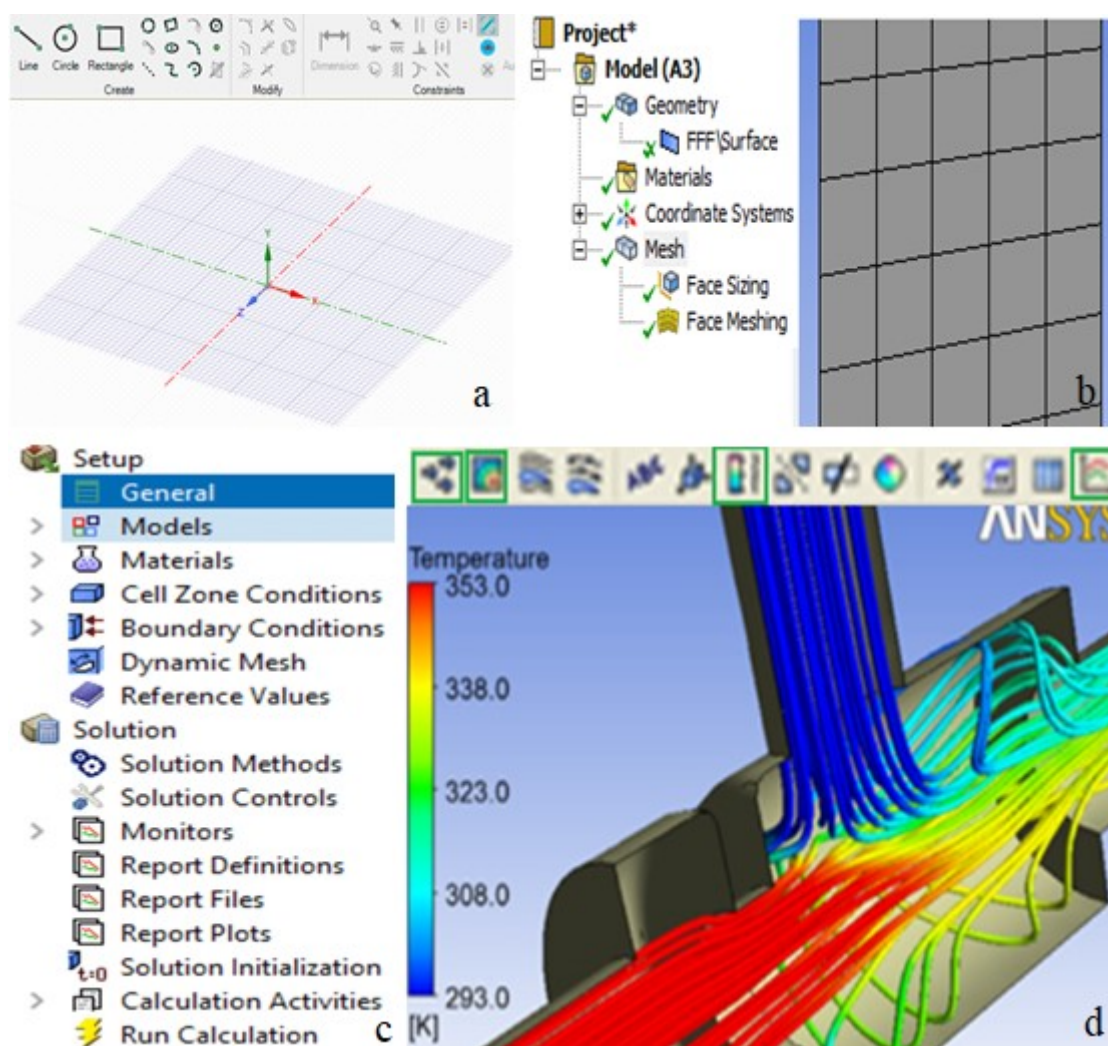 Line Circle Rectangle
Create
Modify
Dimension
Constraints
Y
X
Z
a
Project*
Model (A3)
Geometry
FFF\Surface
Materials
Coordinate Systems
Mesh
Face Sizing
Face Meshing
b
Setup
General
Models
Materials
Cell Zone Conditions
Boundary Conditions
Dynamic Mesh
Reference Values
Solution
Solution Methods
Solution Controls
Monitors
Report Definitions
Report Files
Report Plots
t=0 Solution Initialization
Calculation Activities
Run Calculation
c
ABC
ANSYS
Temperature
353.0
338.0
323.0
308.0
293.0
[K]
d